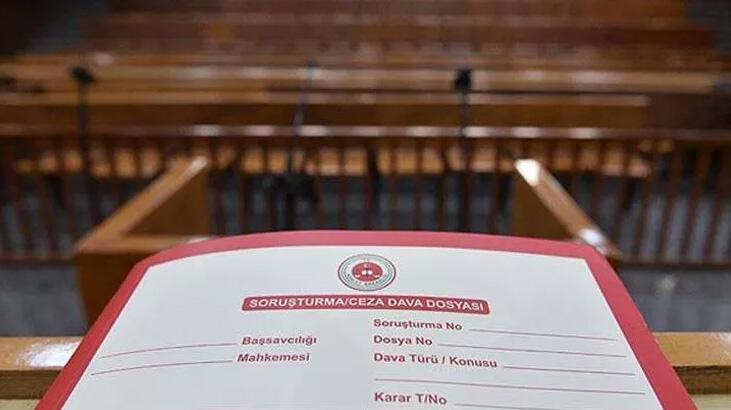 SORUŞTURMA/CEZA DAVA DOSYASI
Başsavcılığı
Mahkemesi
Soruşturma No
Dosya No
Dava Türü / Konusu
Karar T/No